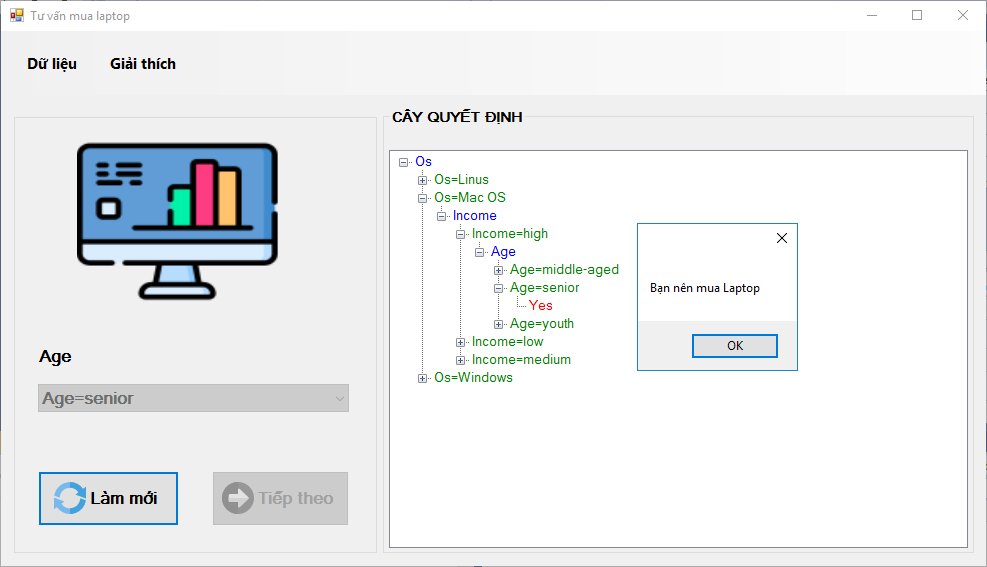 Tư vấn mua laptop
Dữ liệu
Giải thích
Age
Age=senior
Làm mới
Tiếp theo
CÂY QUYẾT ĐỊNH
Os
Os=Linus
Os=Mac OS
Income
Income=high
Age
Age=middle-aged
Age=senior
Yes
Age=youth
Income=low
Income=medium
Os=Windows
Bạn nên mua Laptop
OK